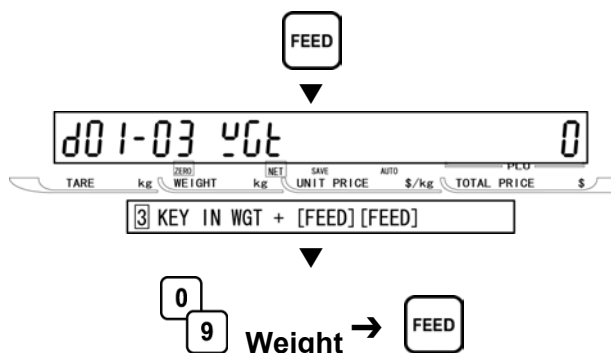 FEED
d01-03 wGt 0
ZERO NET SAVE AUTO PLU
TARE kg WEIGHT kg UNIT PRICE $/kg TOTAL PRICE $
3 KEY IN WGT + [FEED][FEED]
0
9 Weight → FEED